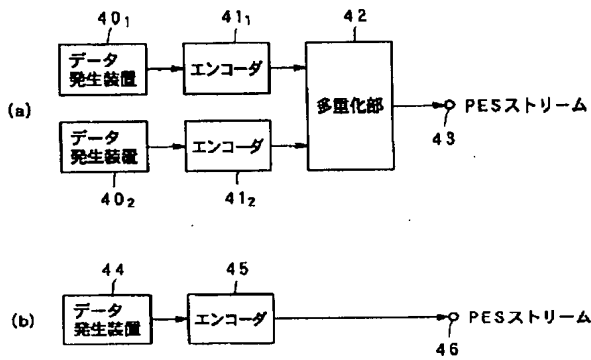 40₁ 41₁ 42
データ
発生装置
エンコーダ
多重化部
(a)
PESストリーム
43
データ
発生装置
エンコーダ
40₂ 41₂
44 45
(b)
データ
発生装置
エンコーダ
PESストリーム
46